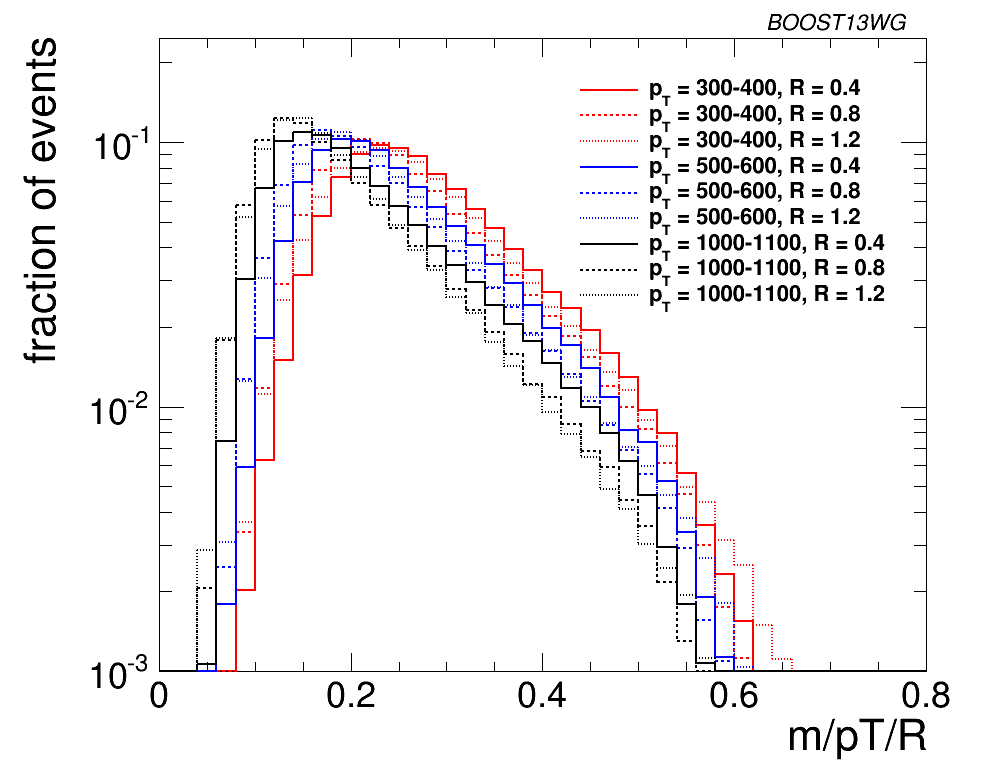 BOOST13WG
fraction of events
10⁻¹
10⁻²
10⁻³
p_T = 300-400, R = 0.4
p_T = 300-400, R = 0.8
p_T = 300-400, R = 1.2
p_T = 500-600, R = 0.4
p_T = 500-600, R = 0.8
p_T = 500-600, R = 1.2
p_T = 1000-1100, R = 0.4
p_T = 1000-1100, R = 0.8
p_T = 1000-1100, R = 1.2
0 0.2 0.4 0.6 0.8
m/pT/R